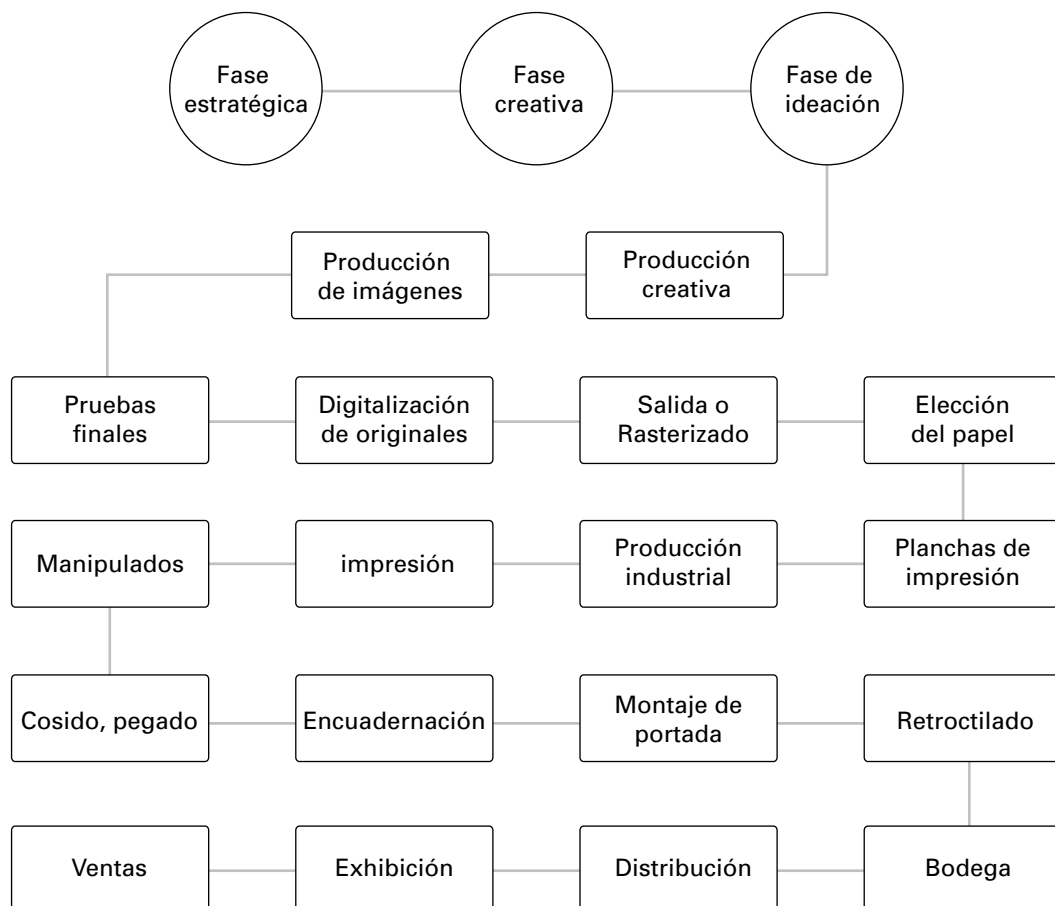 Fase
estratégica
Fase
creativa
Fase de
ideación
Producción
de imágenes
Producción
creativa
Pruebas
finales
Digitalización
de originales
Salida o
Rasterizado
Elección
del papel
Manipulados
impresión
Producción
industrial
Planchas de
impresión
Cosido, pegado
Encuadernación
Montaje de
portada
Retroctilado
Ventas
Exhibición
Distribución
Bodega